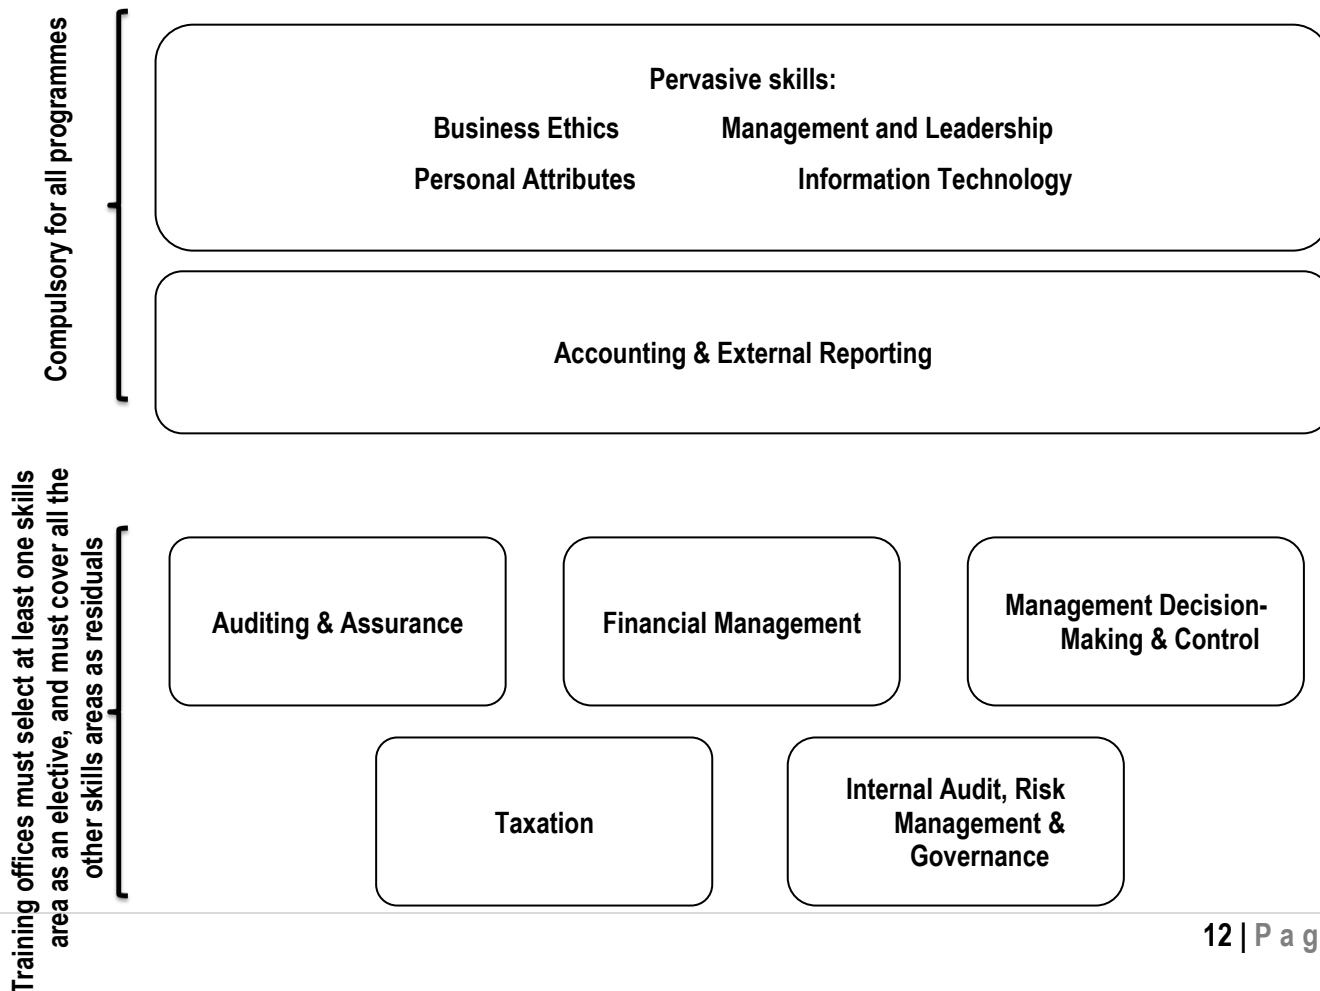 Compulsory for all programmes
Pervasive skills:
Business Ethics Management and Leadership
Personal Attributes Information Technology
Accounting & External Reporting
Training offices must select at least one skills
area as an elective, and must cover all the
other skills areas as residuals
Auditing & Assurance
Financial Management
Management Decision-
Making & Control
Taxation
Internal Audit, Risk
Management &
Governance
12 | P a g